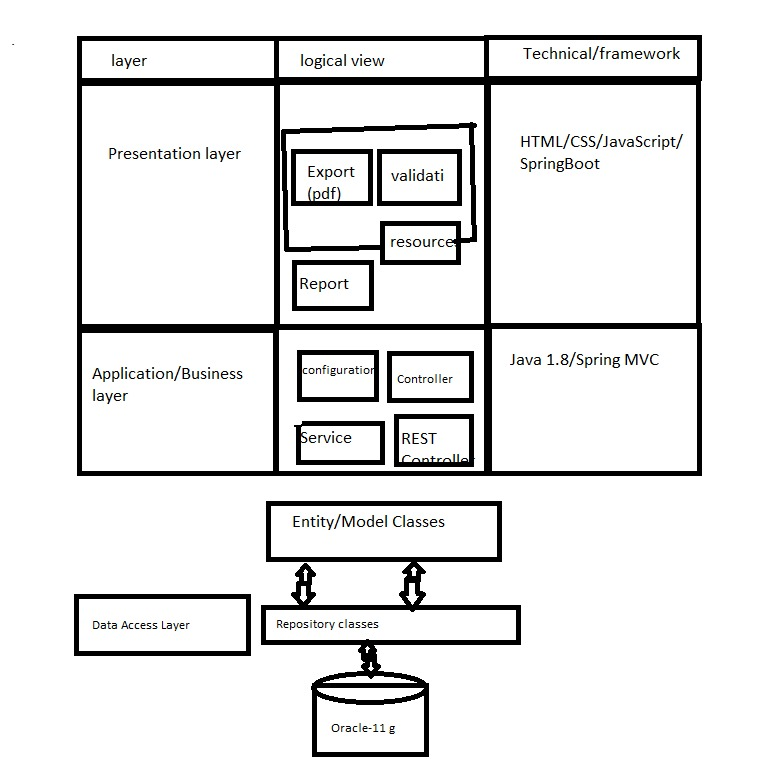 layer
logical view
Technical/framework
Presentation layer
Export
(pdf)
validati
resource
Report
HTML/CSS/JavaScript/
SpringBoot
Application/Business
layer
configuration
Controller
Service
REST
Controller
Java 1.8/Spring MVC
Entity/Model Classes
Data Access Layer
Repository classes
Oracle-11 g